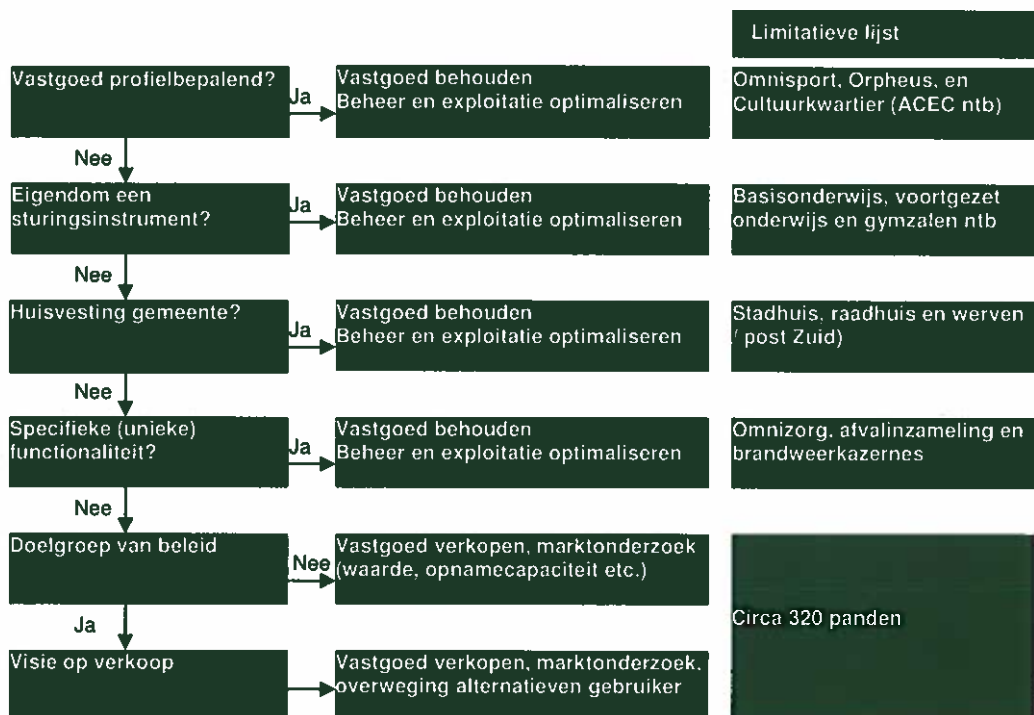 Limitatieve lijst
Vastgoed profielbepalend?
Ja
Vastgoed behouden
Beheer en exploitatie optimaliseren
Omnisport, Orpheus, en
Cultuurkwartier (ACEC ntb)
Nee
Eigendom een
sturingsinstrument?
Ja
Vastgoed behouden
Beheer en exploitatie optimaliseren
Basisonderwijs, voortgezet
onderwijs en gymzalen ntb
Nee
Huisvesting gemeente?
Ja
Vastgoed behouden
Beheer en exploitatie optimaliseren
Stadhuis, raadhuis en werven
/ post Zuid)
Nee
Specifieke (unieke)
functionaliteit?
Ja
Vastgoed behouden
Beheer en exploitatie optimaliseren
Omnizorg, afvalinzameling en
brandweerkazernes
Nee
Doelgroep van beleid
Nee
Vastgoed verkopen, marktonderzoek
(waarde, opnamecapaciteit etc.)
Circa 320 panden
Ja
Visie op verkoop
Vastgoed verkopen, marktonderzoek,
overweging alternatieven gebruiker